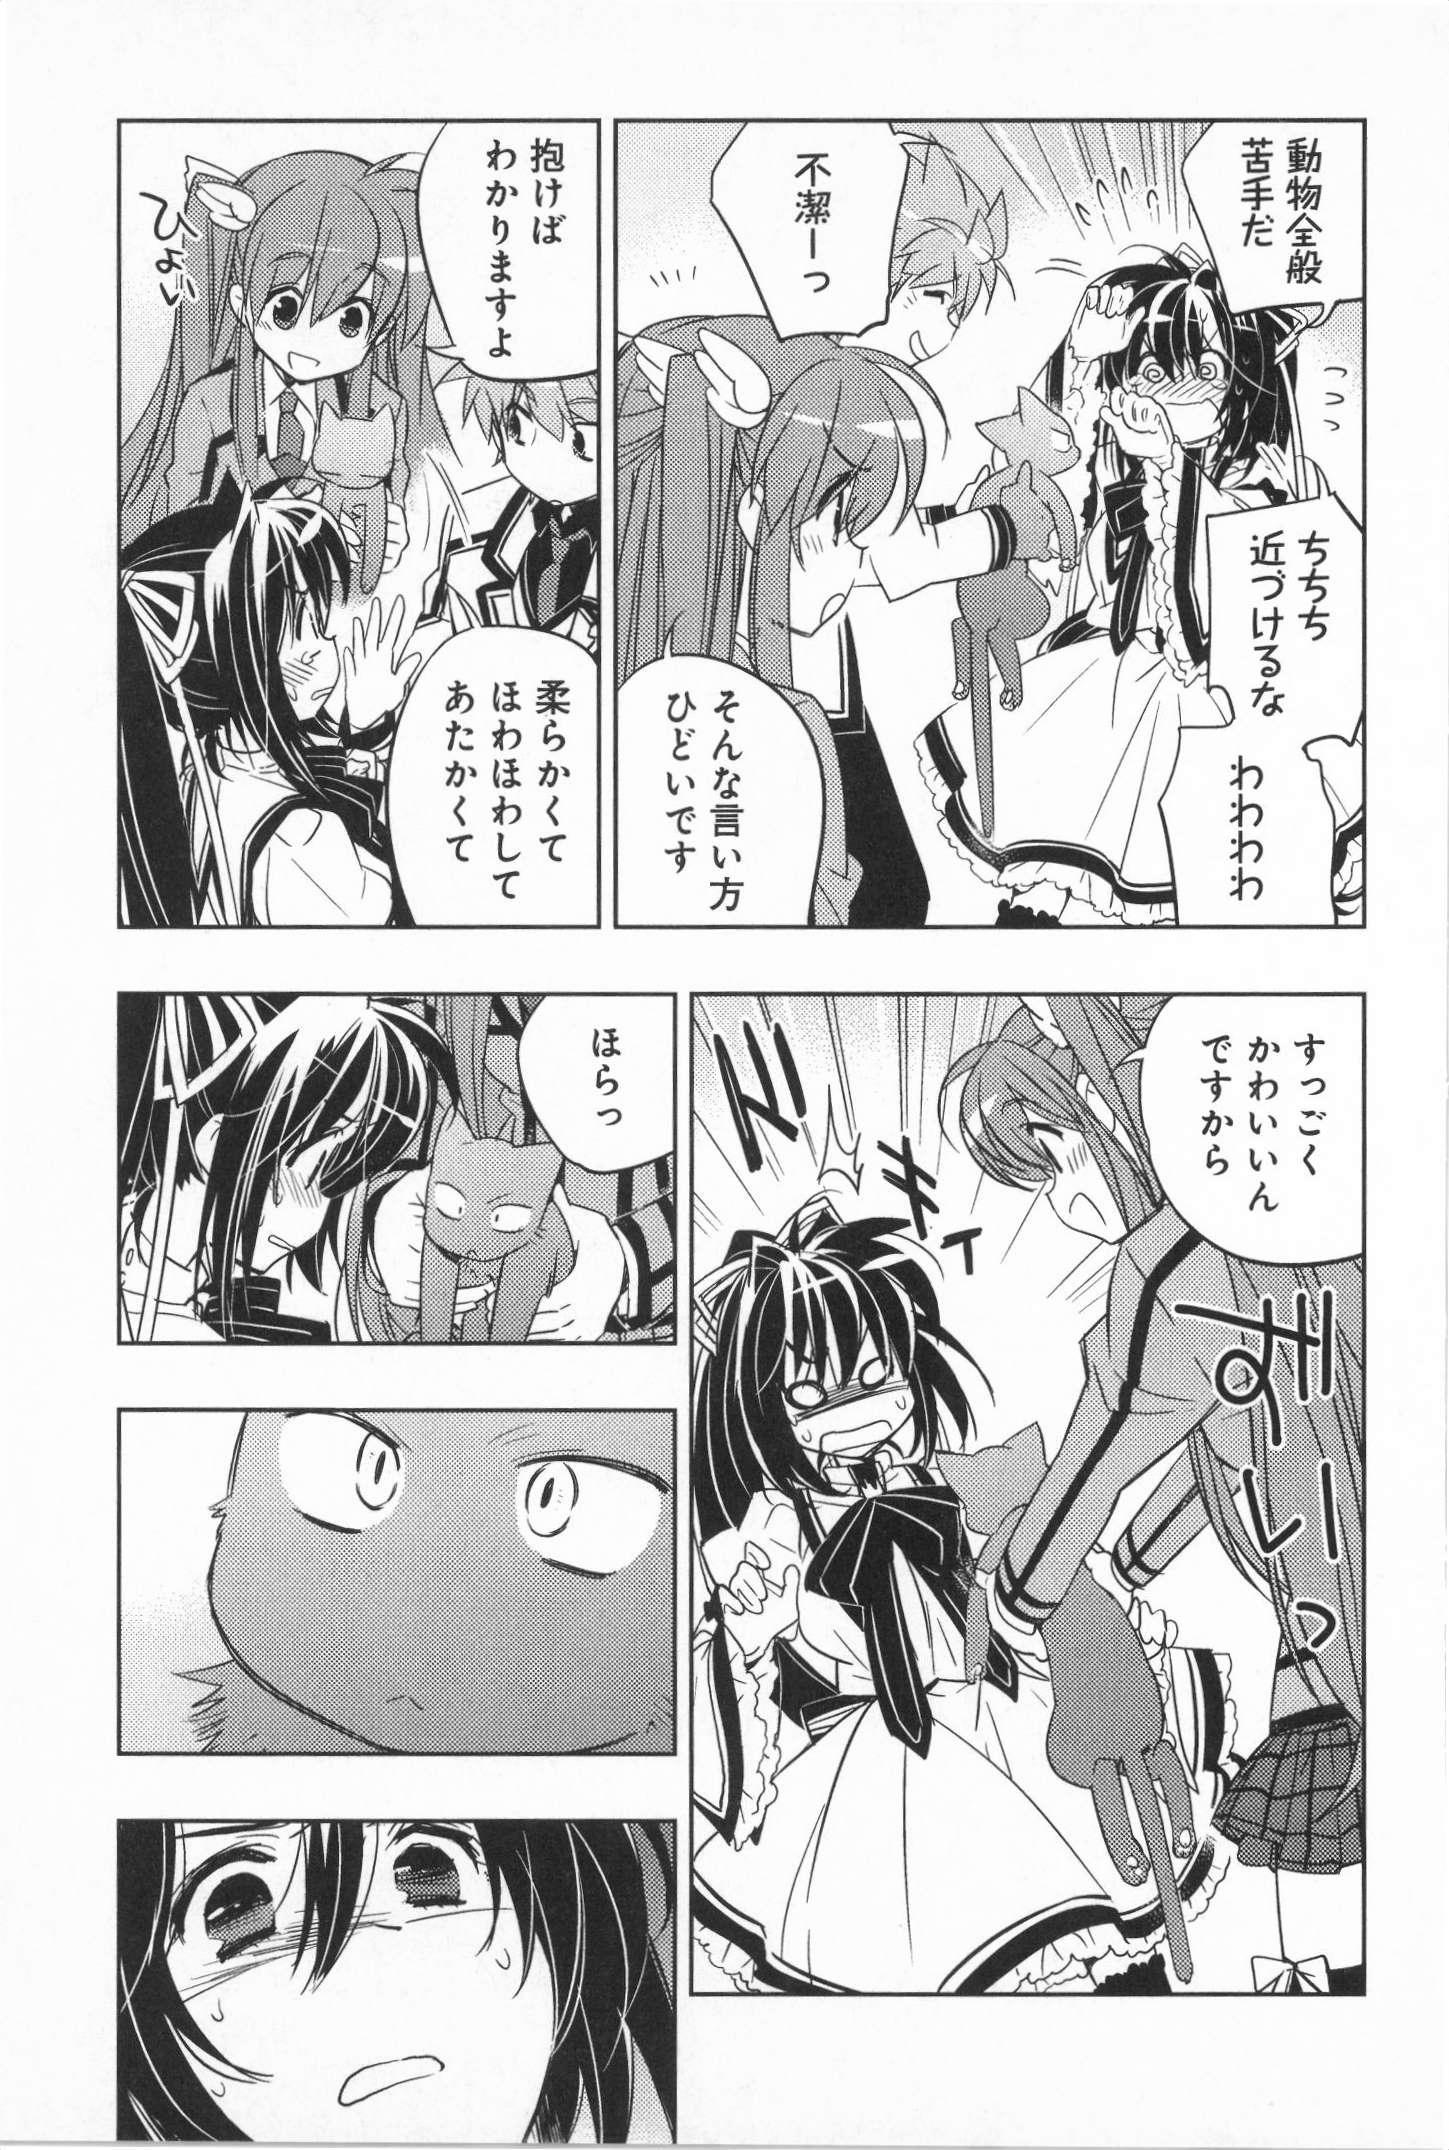 動物全般
苦手だ
ちちち
近づけるな
わわわわ
不潔ーっ
そんな言い方
ひどいです
抱けば
わかりますよ
ひょい
柔らかくて
ほわほわして
あたかくて
すっごく
かわいいん
ですから
ずいっ
ほらっ